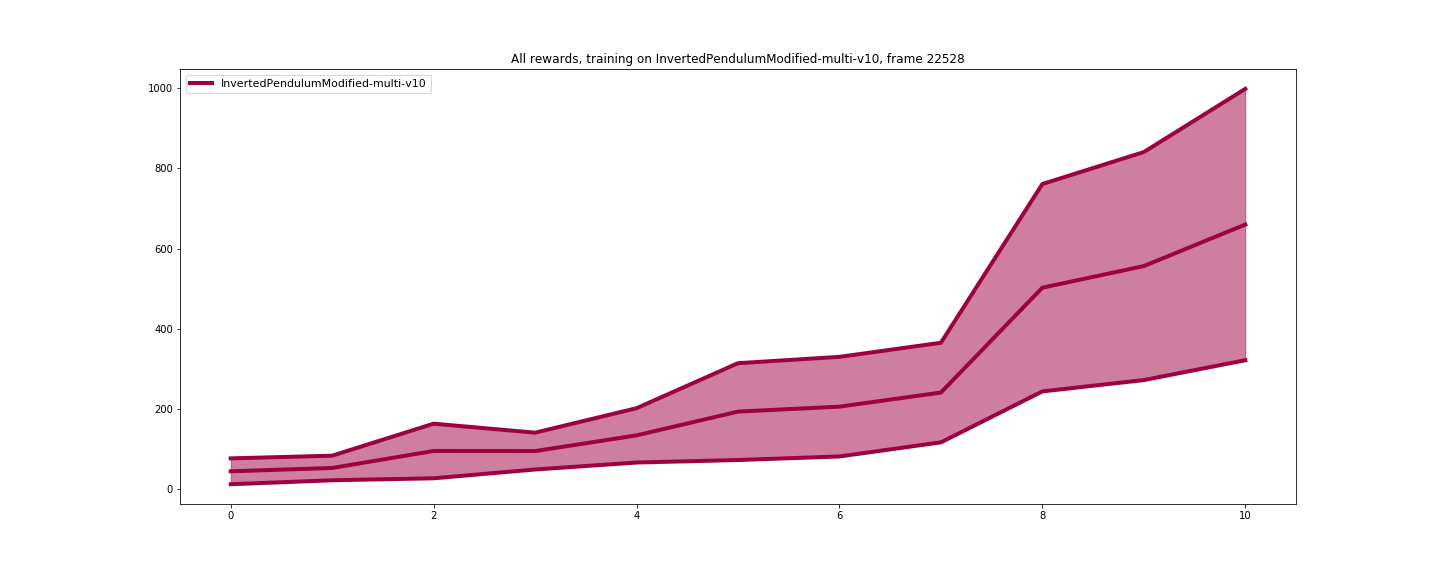 All rewards, training on InvertedPendulumModified-multi-v10, frame 22528
InvertedPendulumModified-multi-v10
1000
800
600
400
200
0
0 2 4 6 8 10